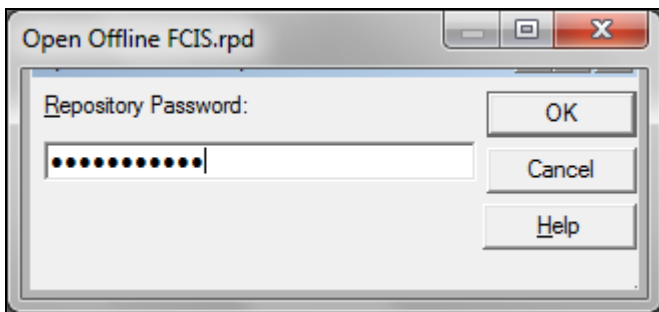 Open Offline FCIS.rpd
Repository Password:
●●●●●●●●●●●
OK
Cancel
Help